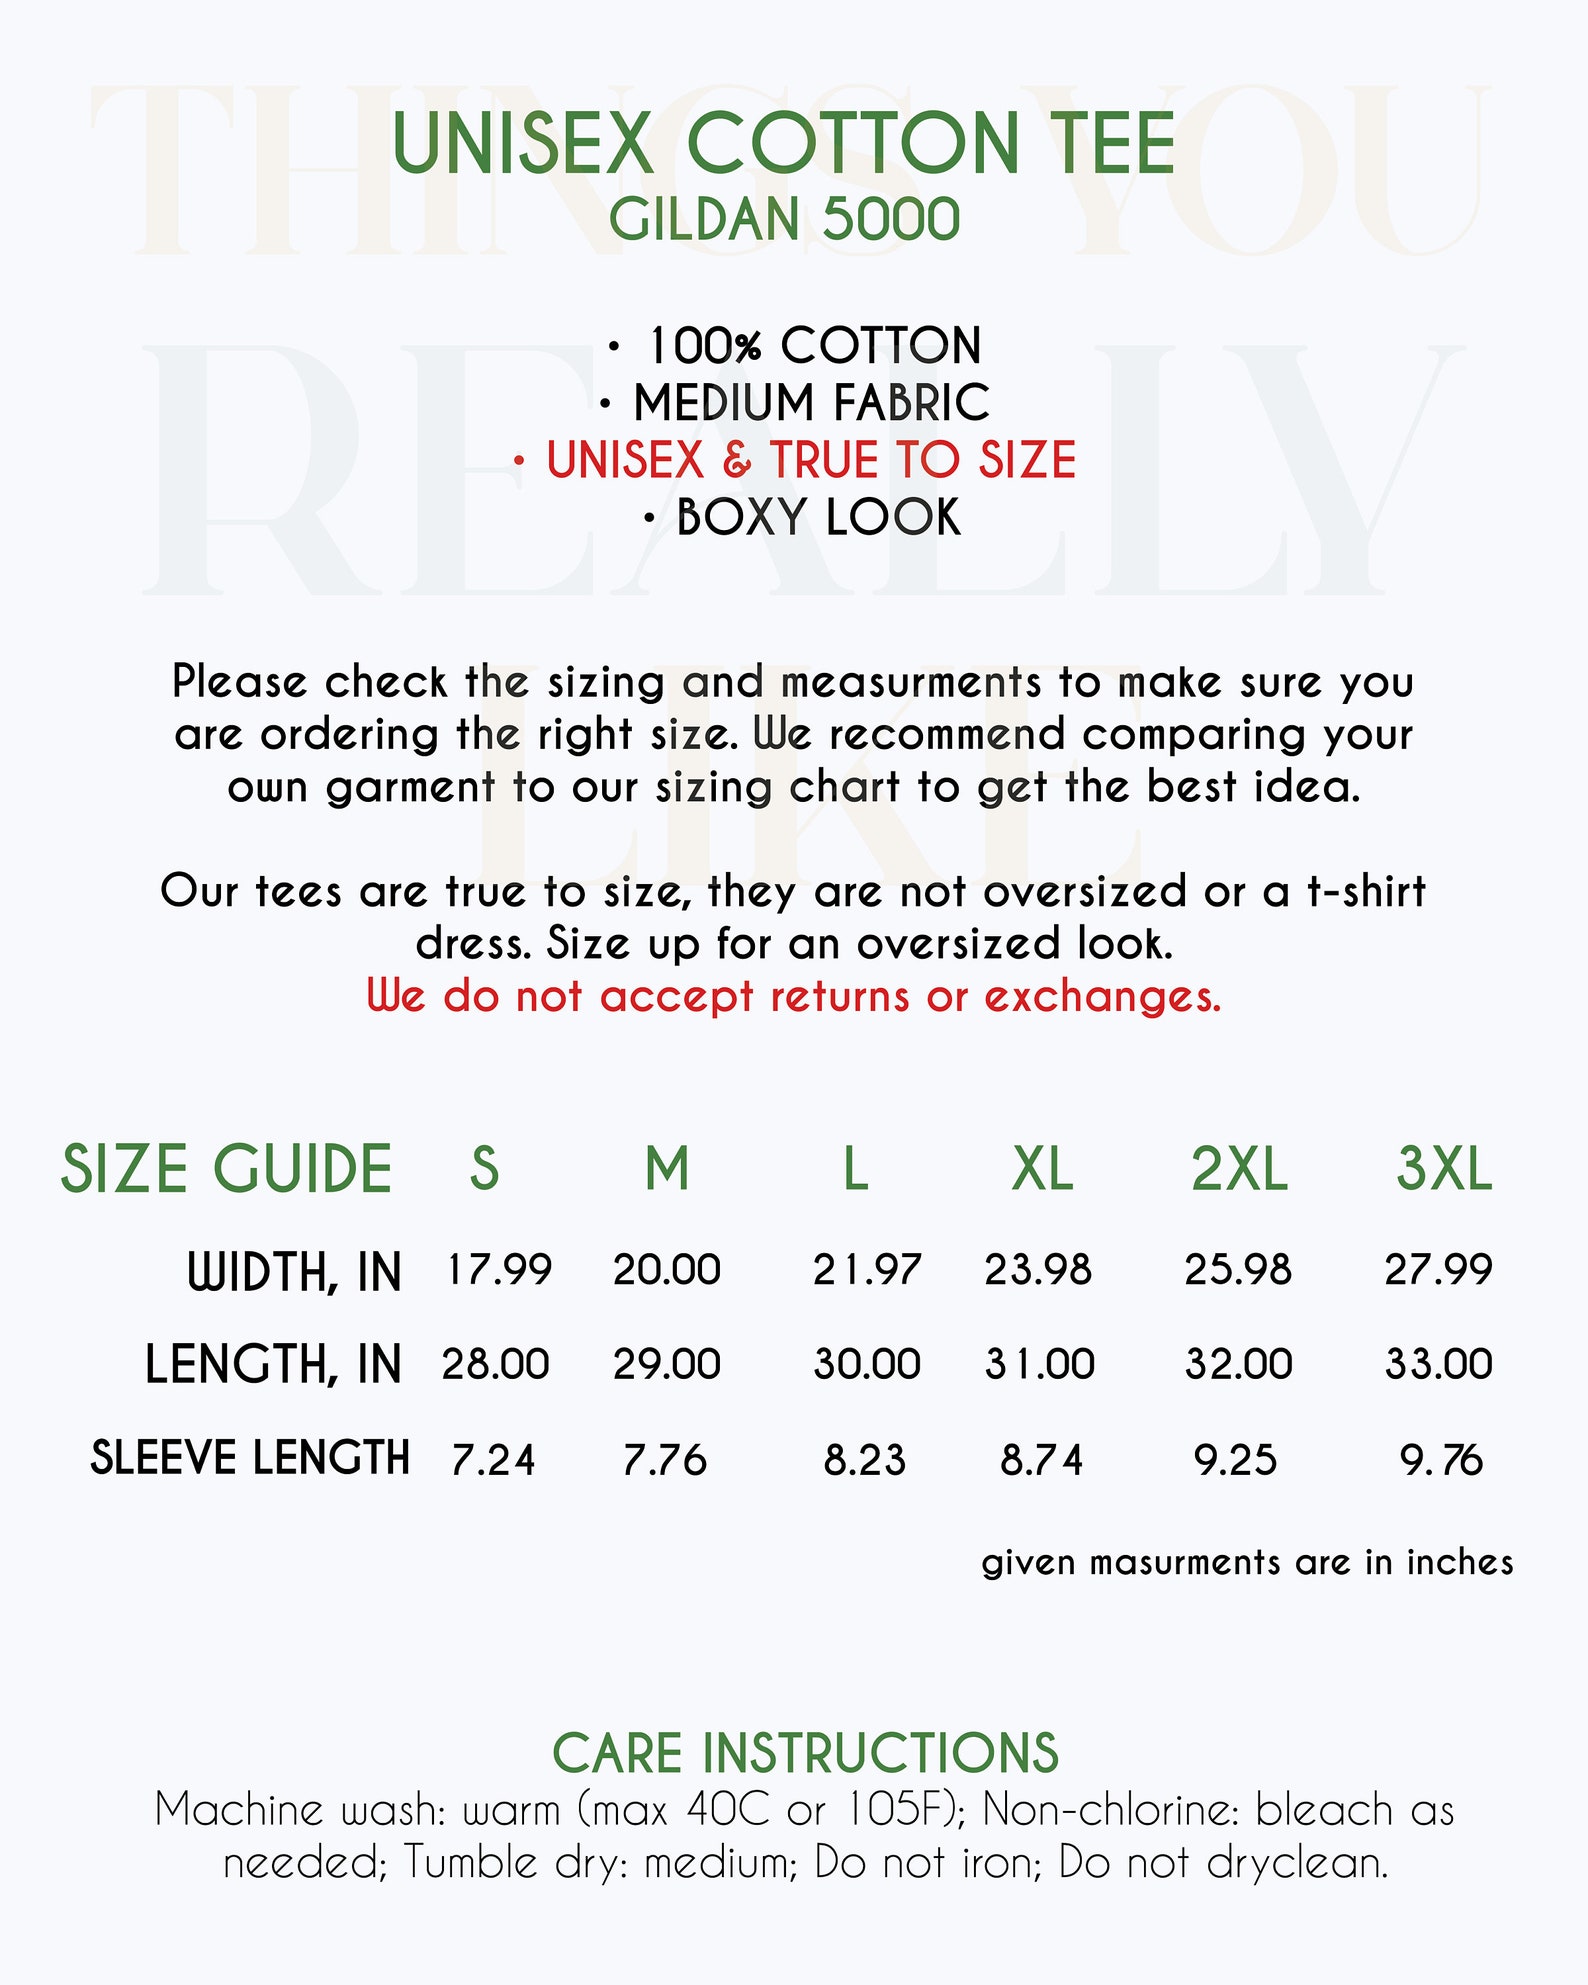 THINGS YOU
REALLY
LIKE
UNISEX COTTON TEE
GILDAN 5000
• 100% COTTON
• MEDIUM FABRIC
• UNISEX & TRUE TO SIZE
• BOXY LOOK
Please check the sizing and measurments to make sure you
are ordering the right size. We recommend comparing your
own garment to our sizing chart to get the best idea.
Our tees are true to size, they are not oversized or a t-shirt
dress. Size up for an oversized look.
We do not accept returns or exchanges.
SIZE GUIDE S M L XL 2XL 3XL
WIDTH, IN 17.99 20.00 21.97 23.98 25.98 27.99
LENGTH, IN 28.00 29.00 30.00 31.00 32.00 33.00
SLEEVE LENGTH 7.24 7.76 8.23 8.74 9.25 9.76
given masurments are in inches
CARE INSTRUCTIONS
Machine wash: warm (max 40C or 105F); Non-chlorine: bleach as
needed; Tumble dry: medium; Do not iron; Do not dryclean.